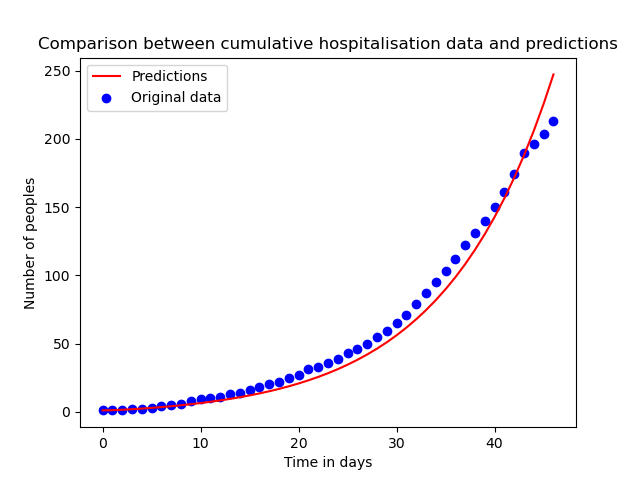 Comparison between cumulative hospitalisation data and predictions
Predictions
Original data
Number of peoples
250
200
150
100
50
0
0 10 20 30 40
Time in days